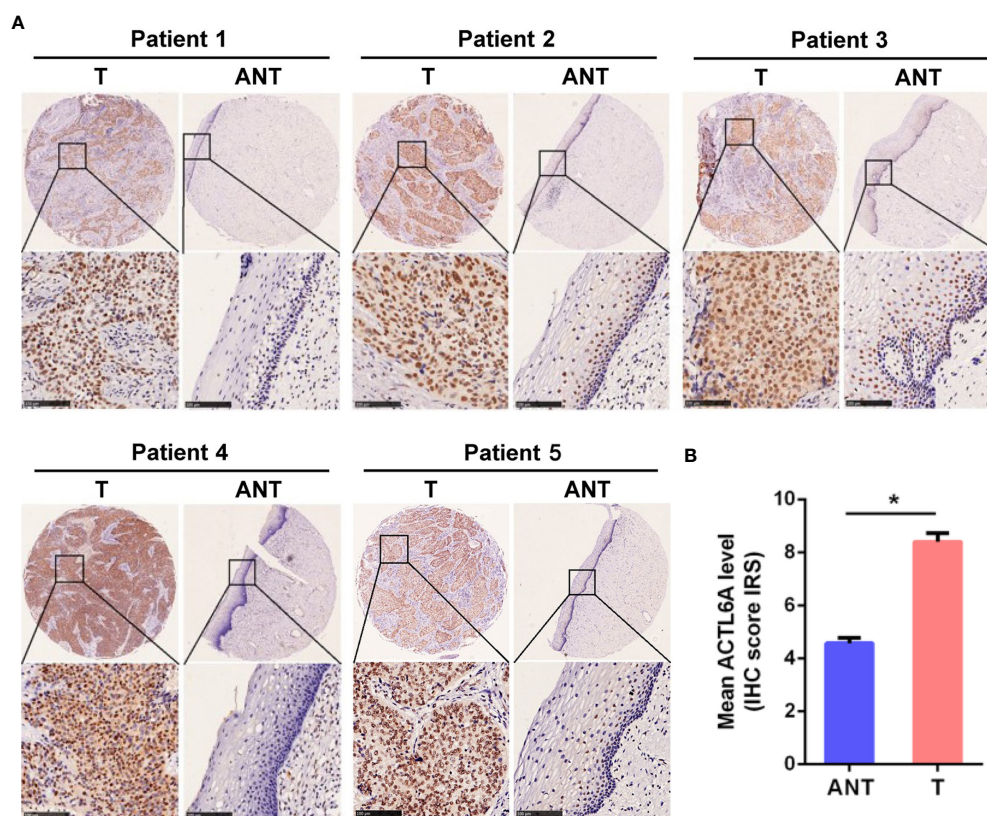 A
Patient 1
Patient 2
Patient 3
T ANT
T ANT
T ANT
Patient 4
Patient 5
T ANT
T ANT
B
Mean ACTL6A level
(IHC score IRS)
10
8
6
4
2
0
*
ANT T